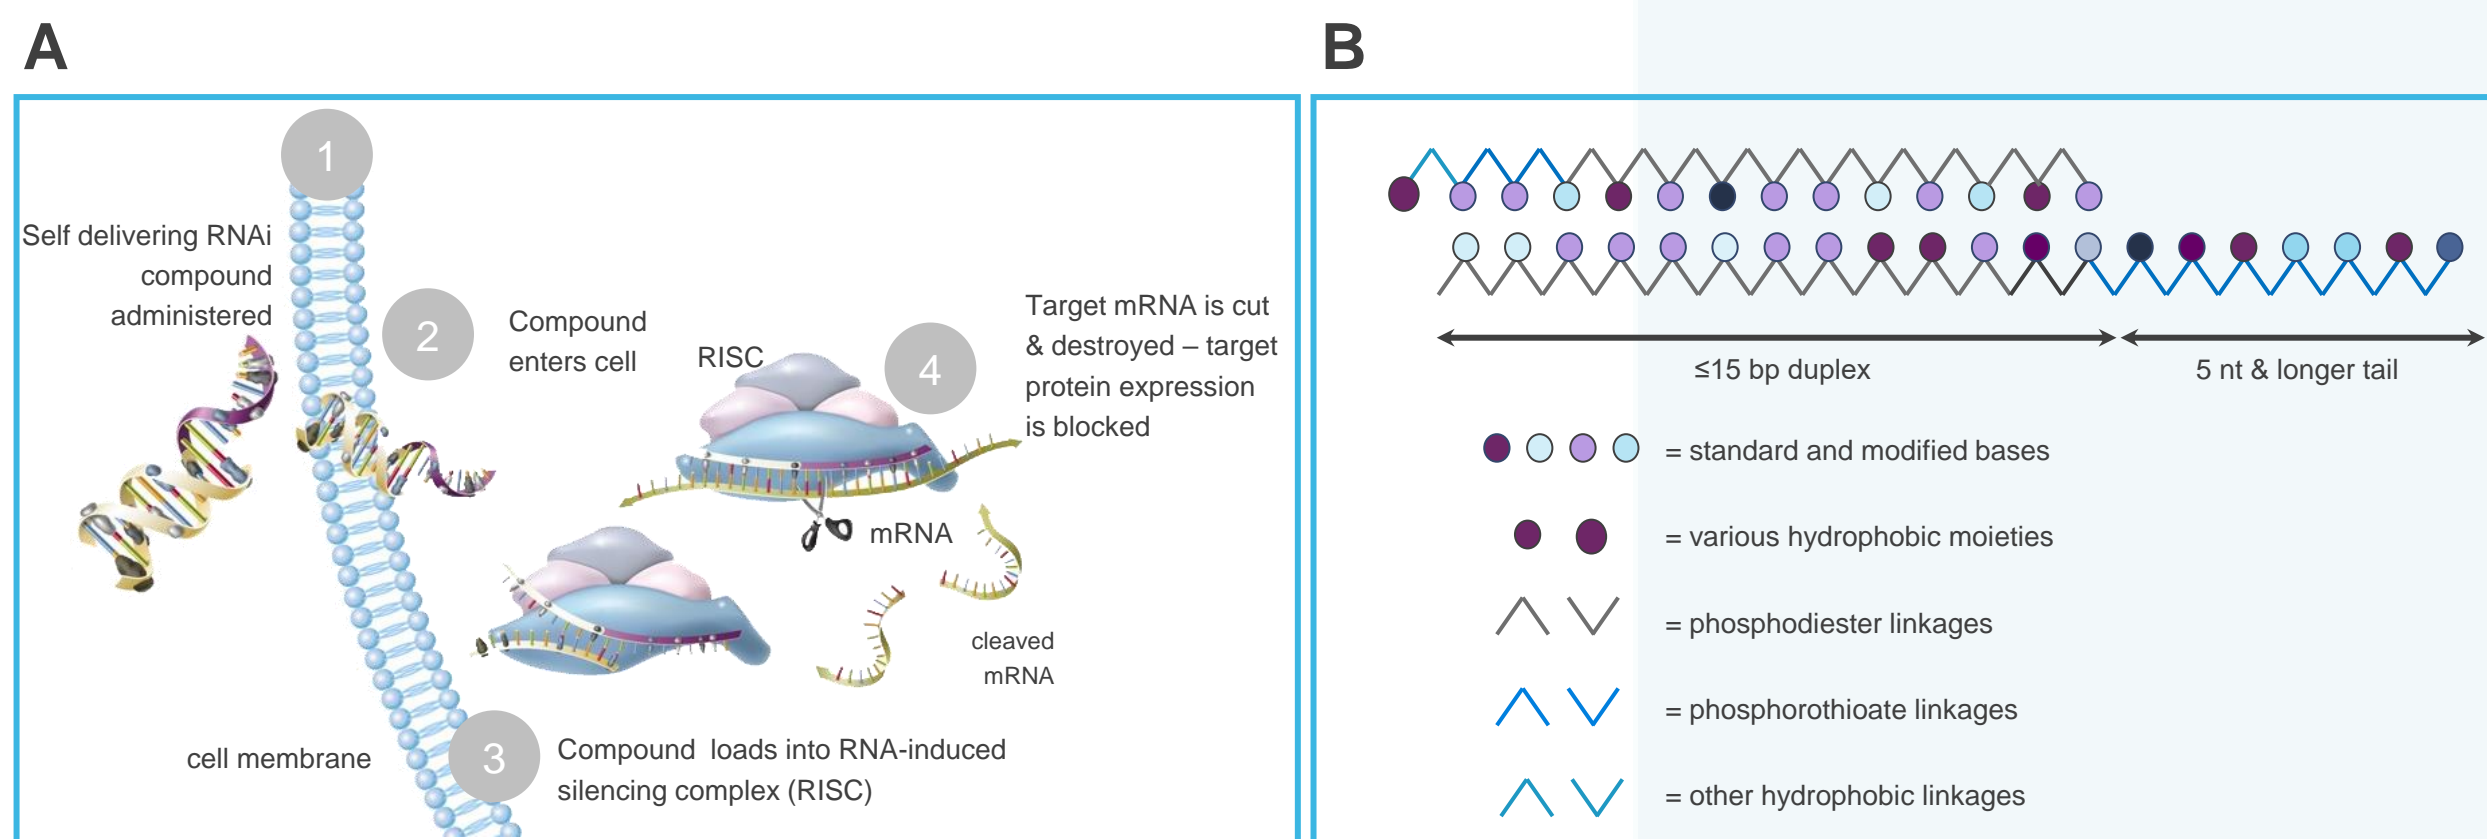 A
1
Self delivering RNAi
compound
administered
2
Compound
enters cell
RISC
4
Target mRNA is cut
& destroyed – target
protein expression
is blocked
mRNA
cleaved
mRNA
cell membrane
3
Compound loads into RNA-induced
silencing complex (RISC)
B
≤15 bp duplex
5 nt & longer tail
= standard and modified bases
= various hydrophobic moieties
= phosphodiester linkages
= phosphorothioate linkages
= other hydrophobic linkages